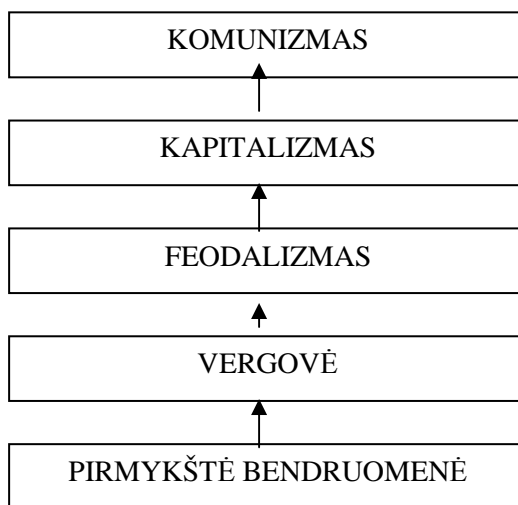 KOMUNIZMAS
KAPITALIZMAS
FEODALIZMAS
VERGOVĖ
PIRMYKŠTĖ BENDRUOMENĖ